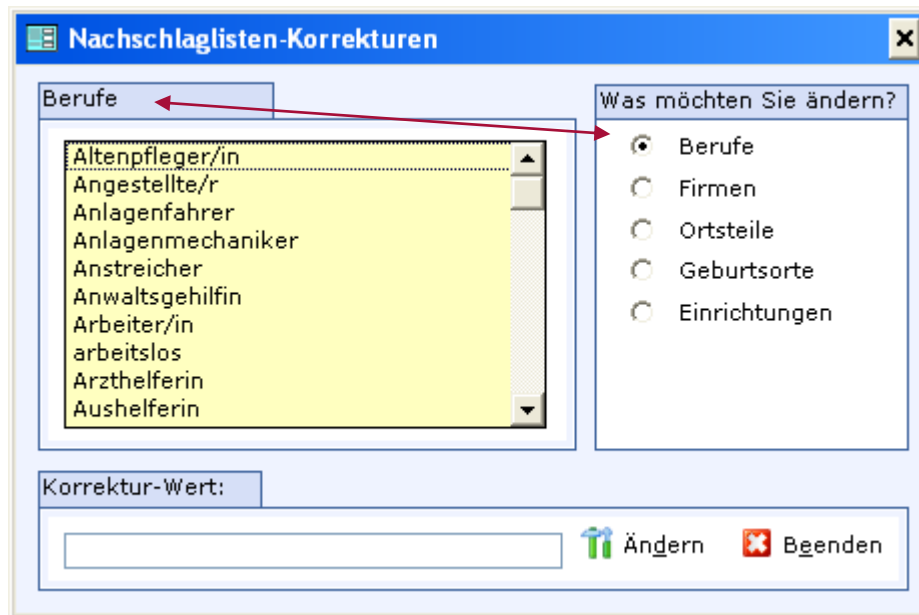 Nachschlaglisten-Korrekturen
Berufe
Altenpfleger/in
Angestellte/r
Anlagenfahrer
Anlagenmechaniker
Anstreicher
Anwaltsgehilfin
Arbeiter/in
arbeitslos
Arzthelferin
Aushelferin
Was möchten Sie ändern?
Berufe
Firmen
Ortsteile
Geburtsorte
Einrichtungen
Korrektur-Wert:
Ändern
Beenden